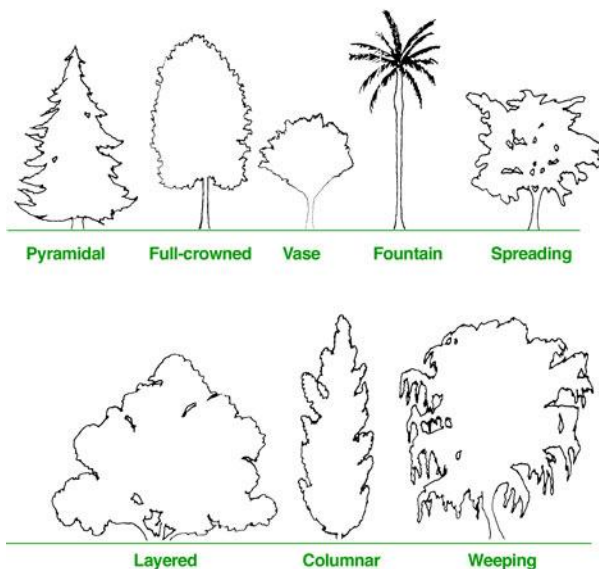 Pyramidal Full-crowned Vase Fountain Spreading
Layered Columnar Weeping